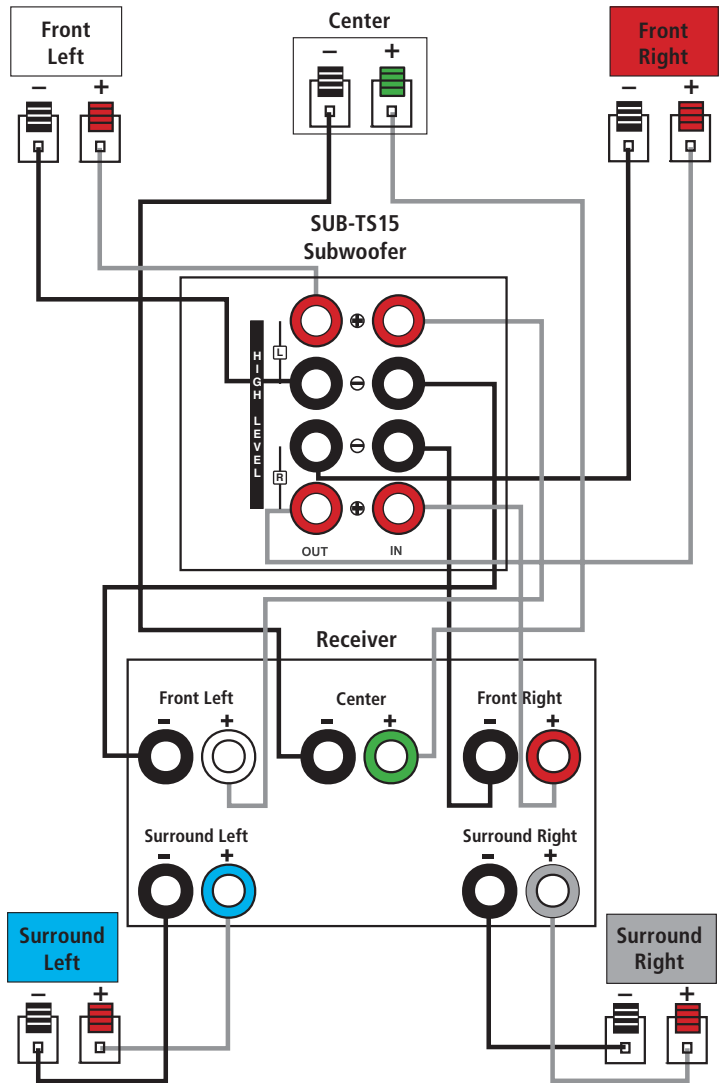 Front
Left
Center
Front
Right
− +
− +
− +
SUB-TS15
Subwoofer
HIGH LEVEL
L
R
+
−
−
+
OUT IN
Receiver
Front Left
Center
Front Right
− +
− +
− +
Surround Left
Surround Right
− +
− +
Surround
Left
Surround
Right
− +
− +